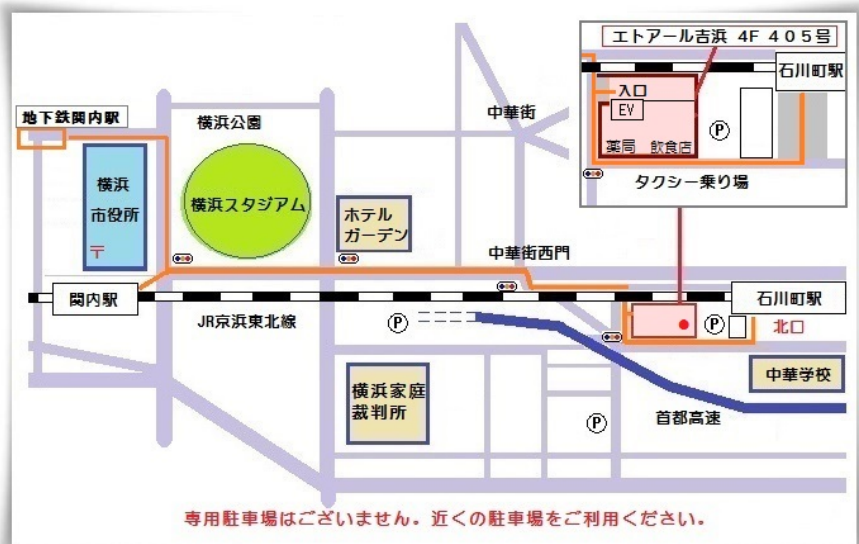 エトアール吉浜 4F 405号
石川町駅
入口
EV
薬局 飲食店
P
タクシー乗り場
地下鉄関内駅
横浜公園
中華街
横浜
市役所
〒
横浜スタジアム
ホテル
ガーデン
中華街西門
関内駅
JR京浜東北線
P
石川町駅
P
北口
横浜家庭
裁判所
中華学校
首都高速
P
専用駐車場はございません。近くの駐車場をご利用ください。